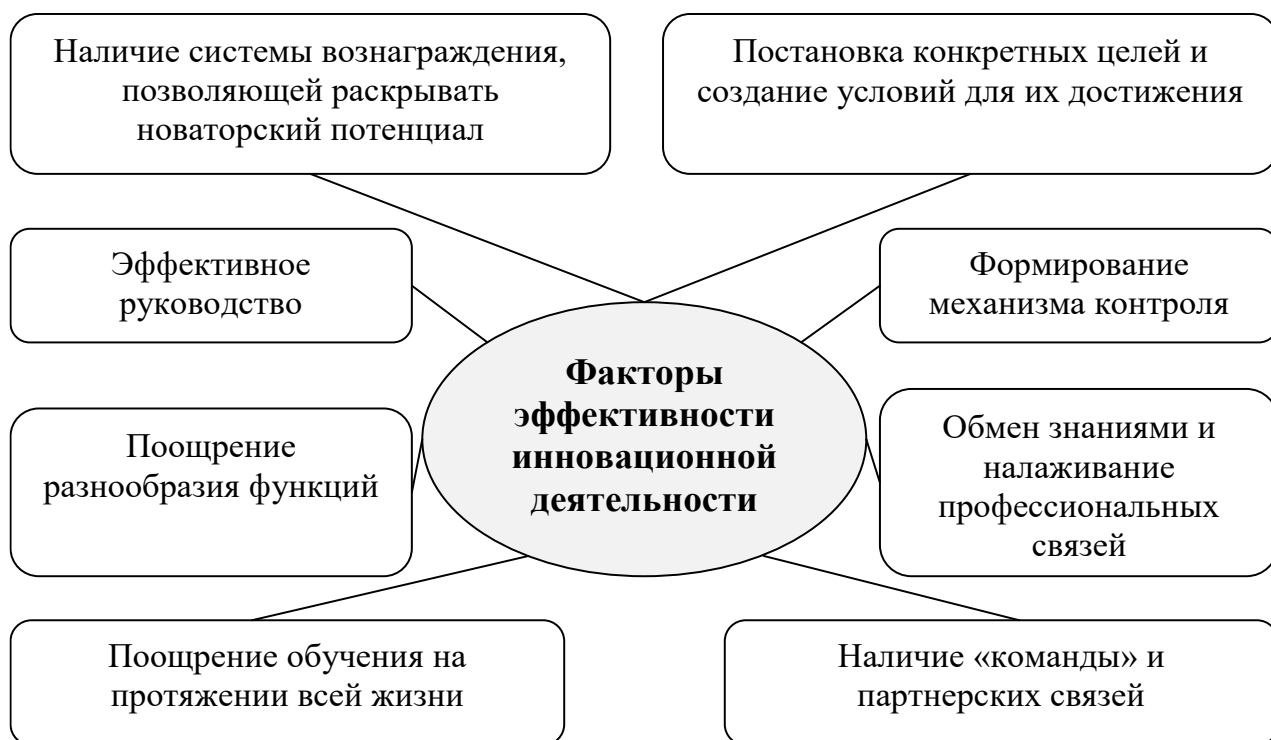 Наличие системы вознаграждения,
позволяющей раскрывать
новаторский потенциал
Постановка конкретных целей и
создание условий для их достижения
Эффективное
руководство
Формирование
механизма контроля
Факторы
эффективности
инновационной
деятельности
Поощрение
разнообразия функций
Обмен знаниями и
налаживание
профессиональных
связей
Поощрение обучения на
протяжении всей жизни
Наличие «команды» и
партнерских связей